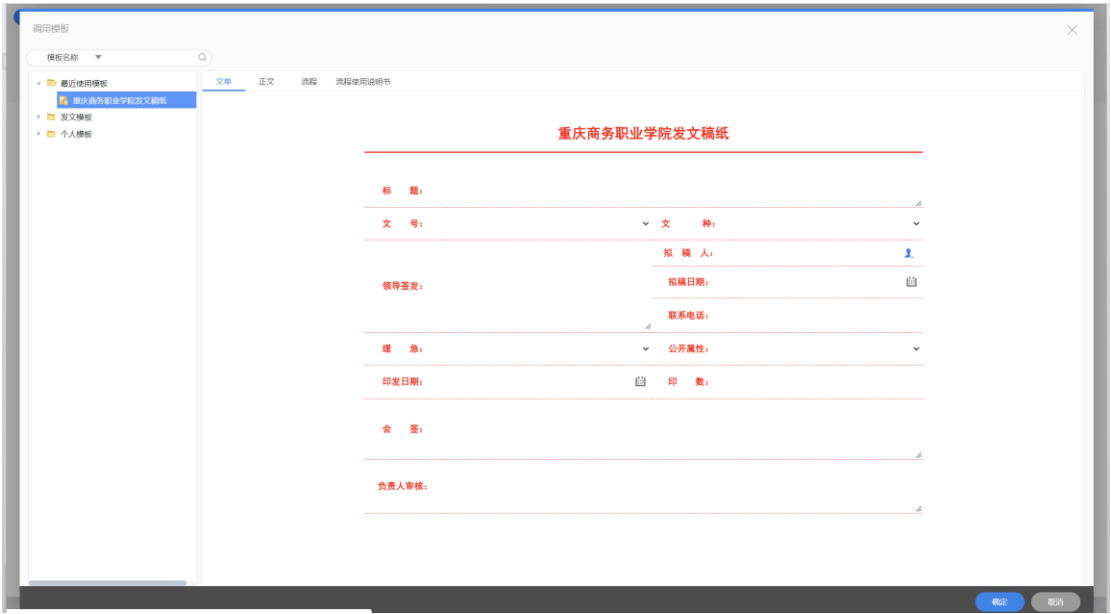 调用模板
模板名称
最近使用模板
重庆商务职业学院发文稿纸
发文模板
个人模板
文单 正文 流程 流程使用说明书
重庆商务职业学院发文稿纸
标 题：
文 号： 文 种：
拟 稿 人：
领导签发： 拟稿日期：
联系电话：
缓 急： 公开属性：
印发日期： 印 数：
会 签：
负责人审核：
确定 取消